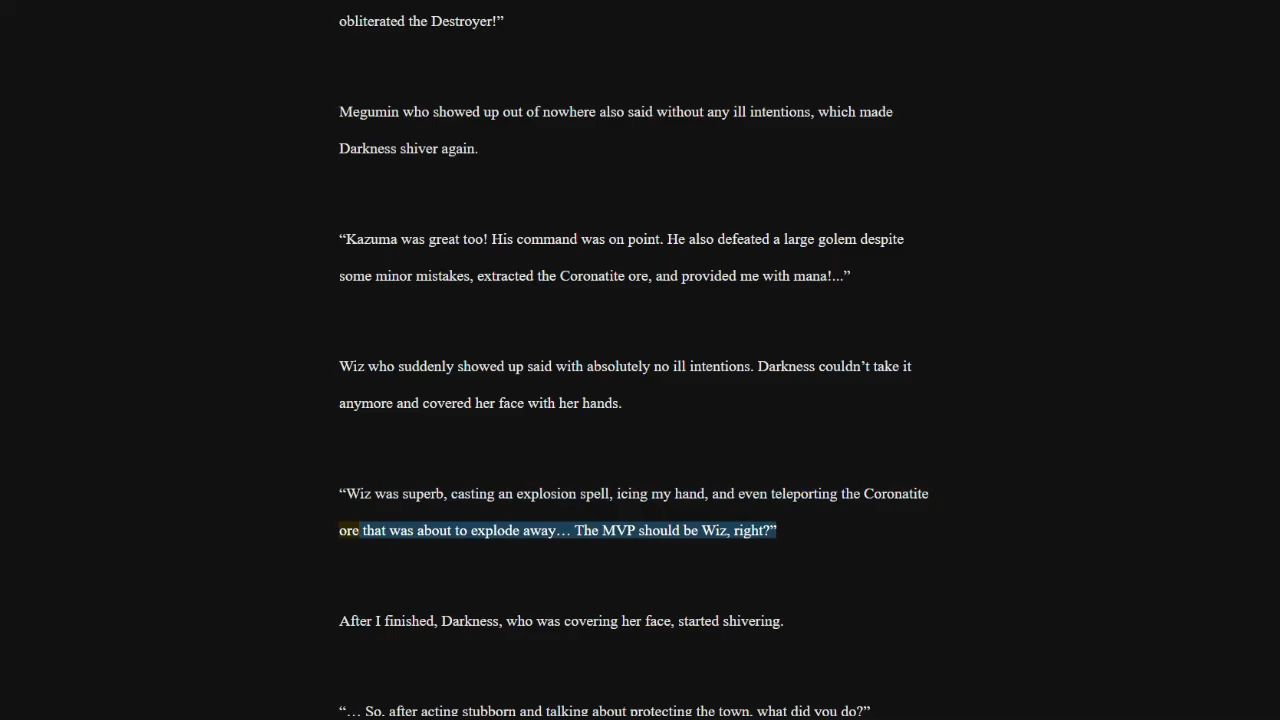 obliterated the Destroyer!”
Megumin who showed up out of nowhere also said without any ill intentions, which made
Darkness shiver again.
“Kazuma was great too! His command was on point. He also defeated a large golem despite
some minor mistakes, extracted the Coronatite ore, and provided me with mana!...”
Wiz who suddenly showed up said with absolutely no ill intentions. Darkness couldn’t take it
anymore and covered her face with her hands.
“Wiz was superb, casting an explosion spell, icing my hand, and even teleporting the Coronatite
ore that was about to explode away… The MVP should be Wiz, right?”
After I finished, Darkness, who was covering her face, started shivering.
“… So, after acting stubborn and talking about protecting the town, what did you do?”